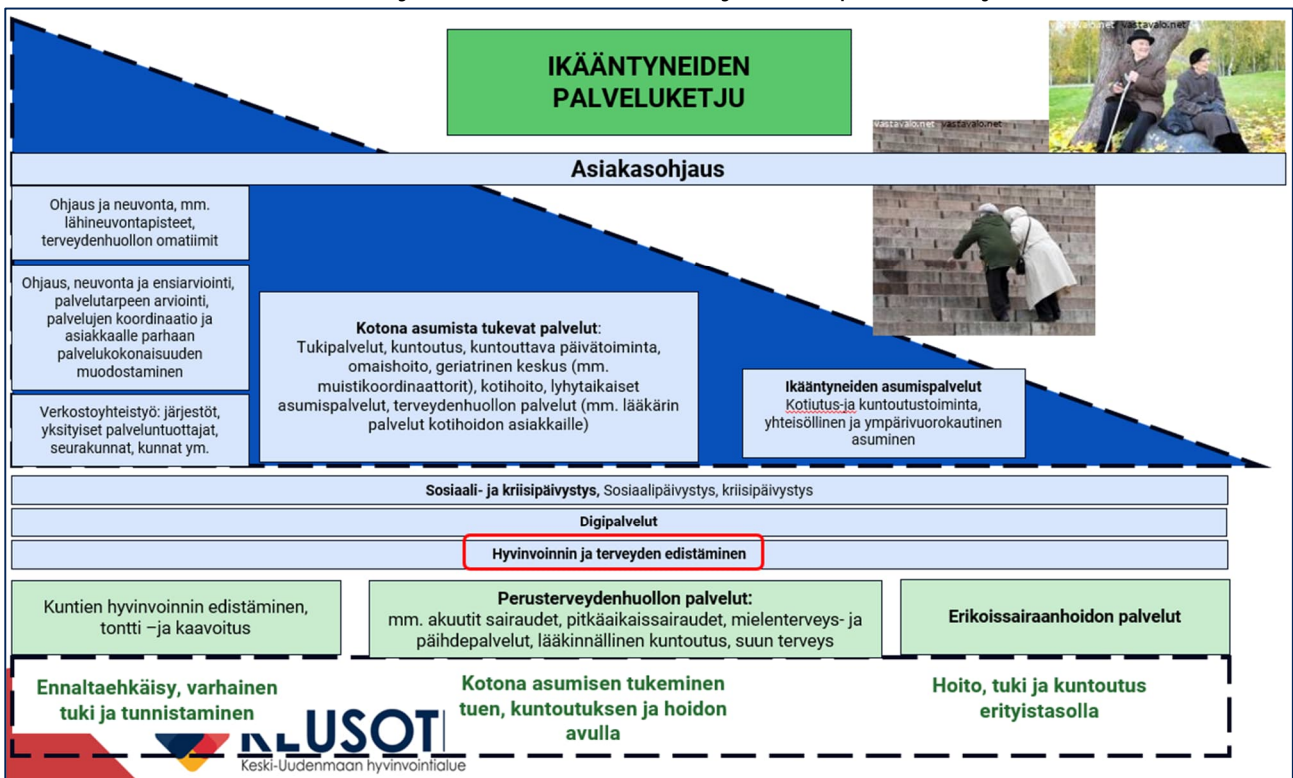 IKÄÄNTYNEIDEN
PALVELUKETJU
vastavalo.net
vastavalo.net vastavalo.net
Asiakasohjaus
Ohjaus ja neuvonta, mm.
lähineuvontapisteet,
terveydenhuollon omatiimit
Ohjaus, neuvonta ja ensiarviointi,
palvelutarpeen arviointi,
palvelujen koordinaatio ja
asiakkaalle parhaan
palvelukokonaisuuden
muodostaminen
Verkostoyhteistyö: järjestöt,
yksityiset palveluntuottajat,
seurakunnat, kunnat ym.
Kotona asumista tukevat palvelut:
Tukipalvelut, kuntoutus, kuntouttava päivätoiminta,
omaishoito, geriatrinen keskus (mm.
muistikoordinaattorit), kotihoito, lyhytaikaiset
asumispalvelut, terveydenhuollon palvelut (mm. lääkärin
palvelut kotihoidon asiakkaille)
Ikääntyneiden asumispalvelut
Kotiutus-ja kuntoutustoiminta,
yhteisöllinen ja ympärivuorokautinen
asuminen
Sosiaali- ja kriisipäivystys, Sosiaalipäivystys, kriisipäivystys
Digipalvelut
Hyvinvoinnin ja terveyden edistäminen
Kuntien hyvinvoinnin edistäminen,
tontti –ja kaavoitus
Perusterveydenhuollon palvelut:
mm. akuutit sairaudet, pitkäaikaissairaudet, mielenterveys- ja
päihdepalvelut, lääkinnällinen kuntoutus, suun terveys
Erikoissairaanhoidon palvelut
Ennaltaehkäisy, varhainen
tuki ja tunnistaminen
Kotona asumisen tukeminen
tuen, kuntoutuksen ja hoidon
avulla
Hoito, tuki ja kuntoutus
erityistasolla
KEUSOTE
Keski-Uudenmaan hyvinvointialue